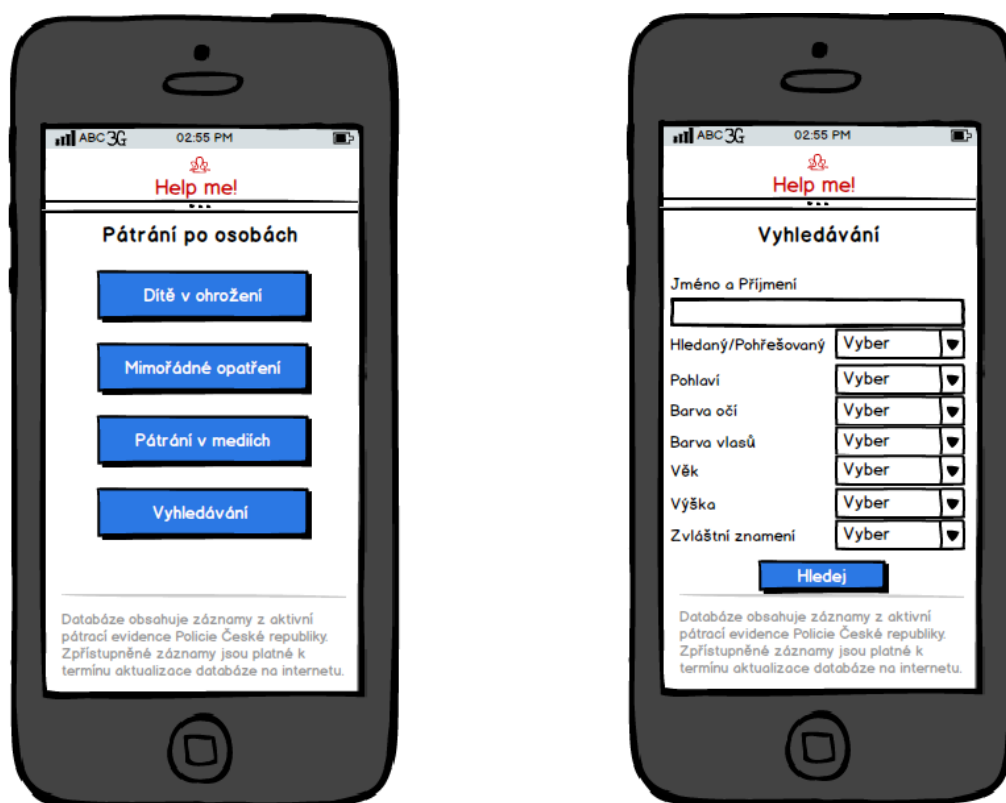 ABC 3G 02:55 PM
Help me!
Pátrání po osobách
Dítě v ohrožení
Mimořádné opatření
Pátrání v mediích
Vyhledávání
Databáze obsahuje záznamy z aktivní
pátrací evidence Policie České republiky.
Zpřístupněné záznamy jsou platné k
termínu aktualizace databáze na internetu.
ABC 3G 02:55 PM
Help me!
Vyhledávání
Jméno a Příjmení
Hledaný/Pohřešovaný Vyber
Pohlaví Vyber
Barva očí Vyber
Barva vlasů Vyber
Věk Vyber
Výška Vyber
Zvláštní znamení Vyber
Hledej
Databáze obsahuje záznamy z aktivní
pátrací evidence Policie České republiky.
Zpřístupněné záznamy jsou platné k
termínu aktualizace databáze na internetu.